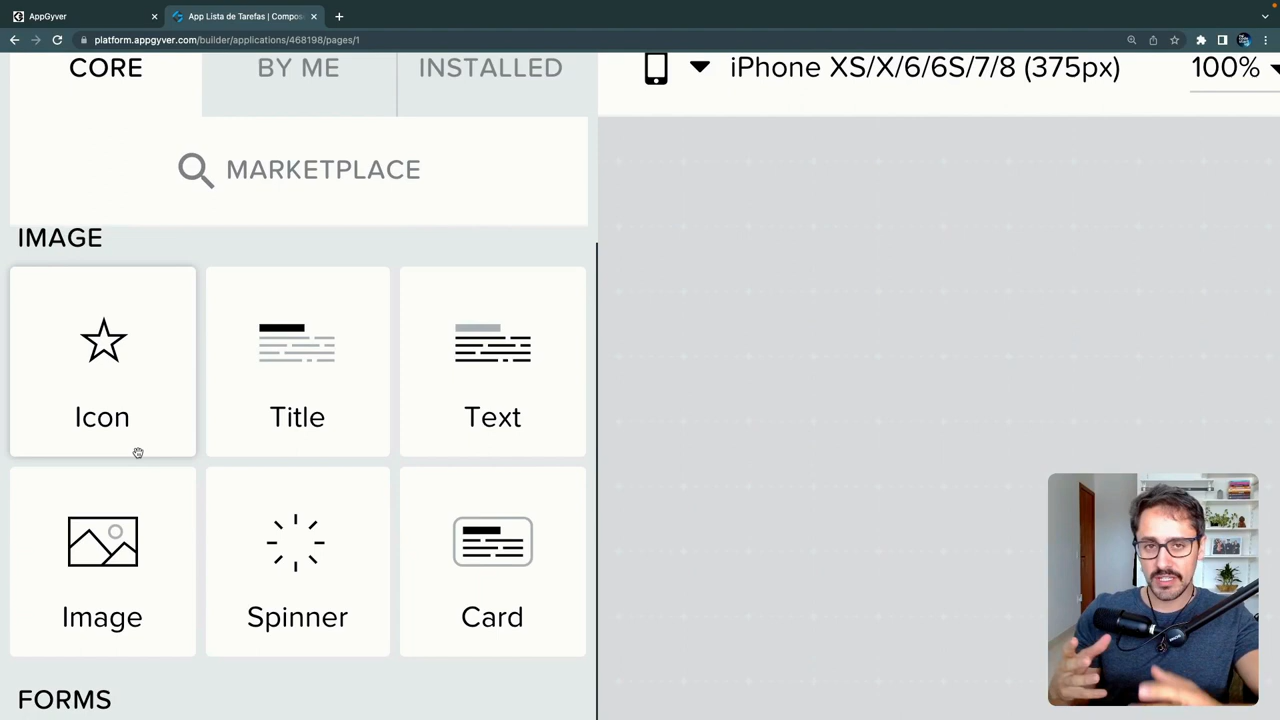 AppGyver
App Lista de Tarefas | Compos
platform.appgyver.com/builder/applications/468198/pages/1
CORE
BY ME
INSTALLED
iPhone XS/X/6/6S/7/8 (375px)
100%
MARKETPLACE
IMAGE
Icon
Title
Text
Image
Spinner
Card
FORMS